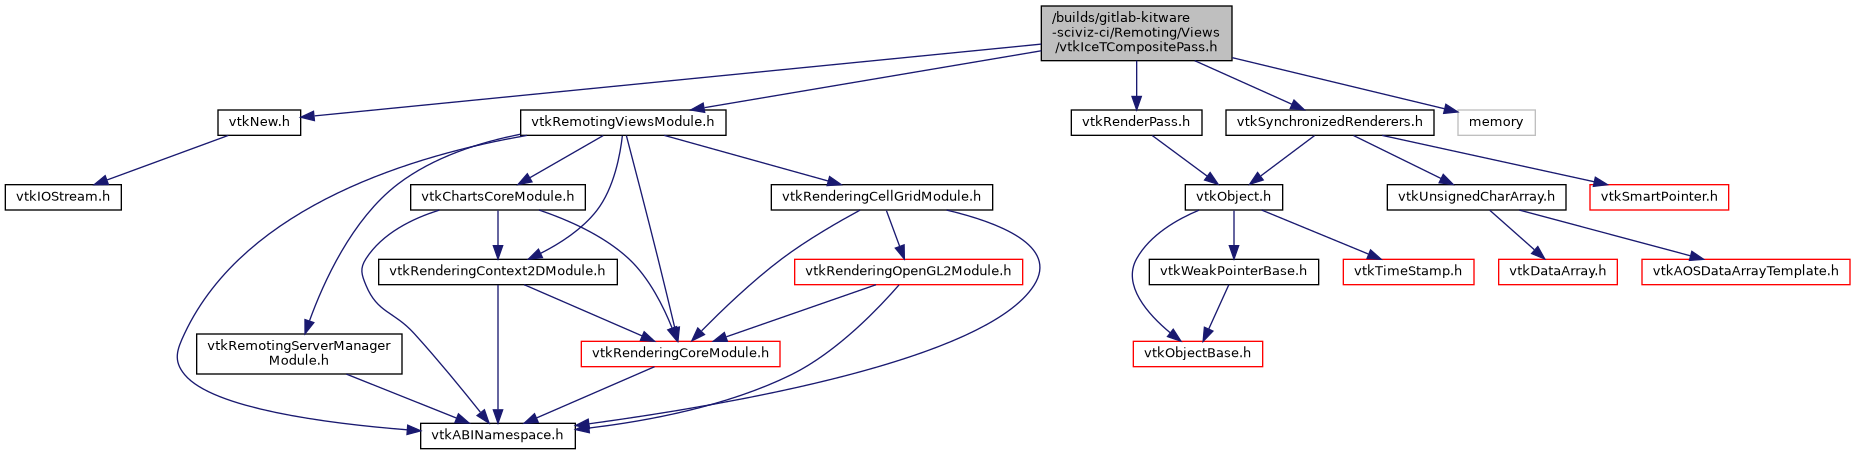 /builds/gitlab-kitware
-sciviz-ci/Remoting/Views
/vtkIceTCompositePass.h
vtkNew.h
vtkRemotingViewsModule.h
vtkRenderPass.h
vtkSynchronizedRenderers.h
memory
vtkIOStream.h
vtkChartsCoreModule.h
vtkRenderingCellGridModule.h
vtkObject.h
vtkUnsignedCharArray.h
vtkSmartPointer.h
vtkRenderingContext2DModule.h
vtkRenderingOpenGL2Module.h
vtkWeakPointerBase.h
vtkTimeStamp.h
vtkDataArray.h
vtkAOSDataArrayTemplate.h
vtkRemotingServerManager
Module.h
vtkRenderingCoreModule.h
vtkObjectBase.h
vtkABINamespace.h